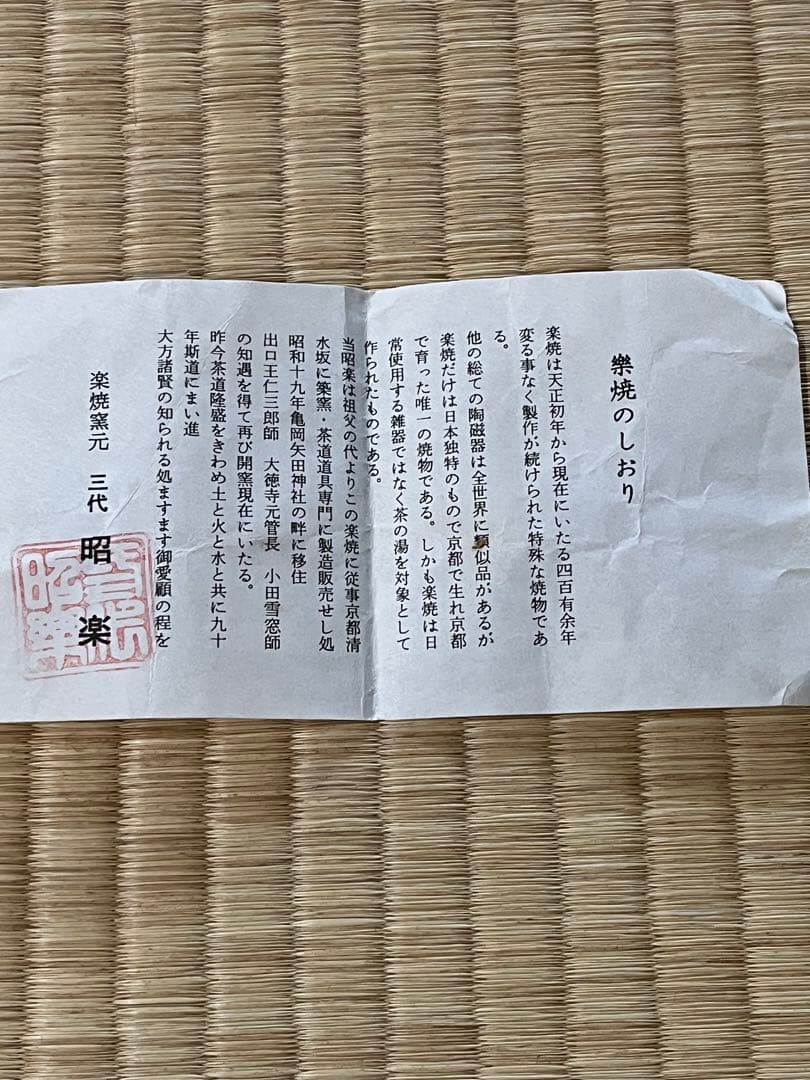 樂焼のしおり
楽焼は天正初年から現在にいたる四百有余年
変る事なく製作が続けられた特殊な焼物であ
る。
他の総ての陶磁器は全世界に類似品があるが
楽焼だけは日本独特のもので京都で生れ京都
で育った唯一の焼物である。しかも楽焼は日
常使用する雑器ではなく茶の湯を対象として
作られたものである。
当昭楽は祖父の代よりこの楽焼に従事京都清
水坂に築窯・茶道道具専門に製造販売せし処
昭和十九年亀岡矢田神社の畔に移住
出口王仁三郎師　大徳寺元管長　小田雪窓師
の知遇を得て再び開窯現在にいたる。
昨今茶道隆盛をきわめ土と火と水と共に九十
年斯道にまい進
大方諸賢の知られる処ますます御愛顧の程を
楽焼窯元　三代　昭楽